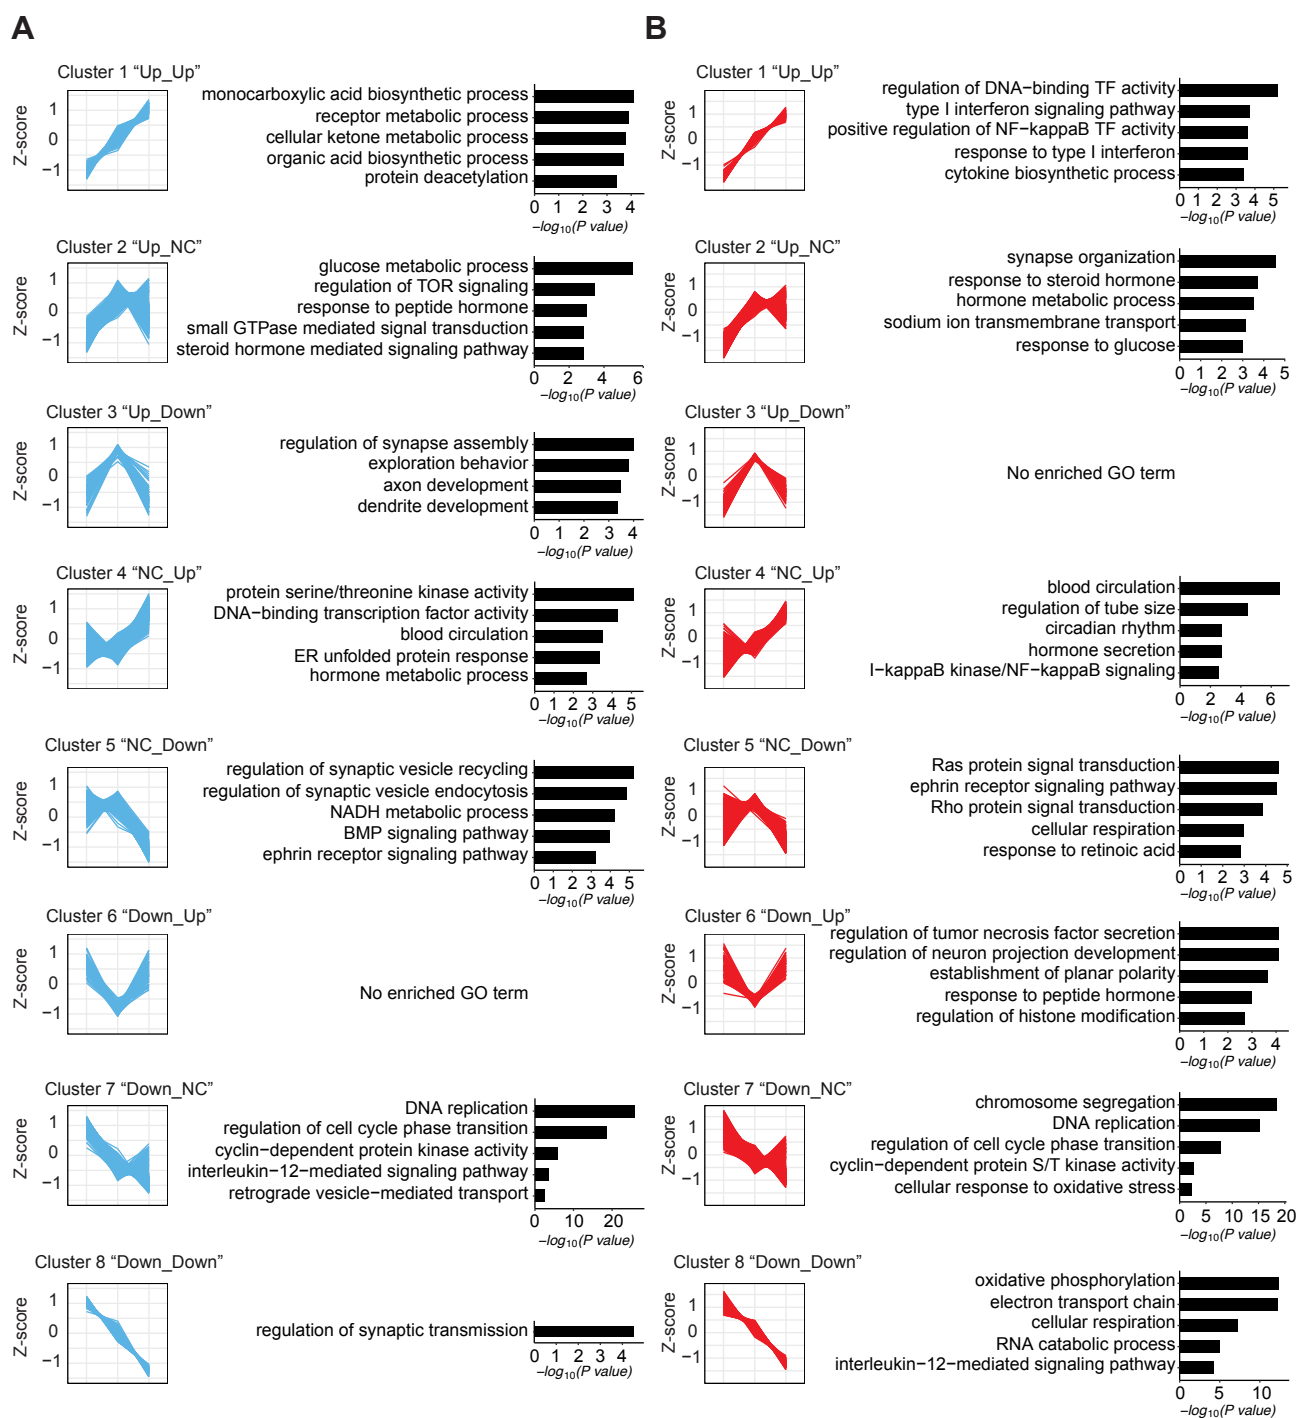 A
Cluster 1 “Up_Up”
Z-score
1
0
−1
monocarboxylic acid biosynthetic process
receptor metabolic process
cellular ketone metabolic process
organic acid biosynthetic process
protein deacetylation
0 1 2 3 4
−log10(P value)
Cluster 2 “Up_NC”
Z-score
1
0
−1
glucose metabolic process
regulation of TOR signaling
response to peptide hormone
small GTPase mediated signal transduction
steroid hormone mediated signaling pathway
0 2 4 6
−log10(P value)
Cluster 3 “Up_Down”
Z-score
1
0
−1
regulation of synapse assembly
exploration behavior
axon development
dendrite development
0 1 2 3 4
−log10(P value)
Cluster 4 “NC_Up”
Z-score
1
0
−1
protein serine/threonine kinase activity
DNA−binding transcription factor activity
blood circulation
ER unfolded protein response
hormone metabolic process
0 1 2 3 4 5
−log10(P value)
Cluster 5 “NC_Down”
Z-score
1
0
−1
regulation of synaptic vesicle recycling
regulation of synaptic vesicle endocytosis
NADH metabolic process
BMP signaling pathway
ephrin receptor signaling pathway
0 1 2 3 4 5
−log10(P value)
Cluster 6 “Down_Up”
Z-score
1
0
−1
No enriched GO term
Cluster 7 “Down_NC”
Z-score
1
0
−1
DNA replication
regulation of cell cycle phase transition
cyclin−dependent protein kinase activity
interleukin−12−mediated signaling pathway
retrograde vesicle−mediated transport
0 10 20
−log10(P value)
Cluster 8 “Down_Down”
Z-score
1
0
−1
regulation of synaptic transmission
0 1 2 3 4
−log10(P value)
B
Cluster 1 “Up_Up”
Z-score
1
0
−1
regulation of DNA−binding TF activity
type I interferon signaling pathway
positive regulation of NF−kappaB TF activity
response to type I interferon
cytokine biosynthetic process
0 1 2 3 4 5
−log10(P value)
Cluster 2 “Up_NC”
Z-score
1
0
−1
synapse organization
response to steroid hormone
hormone metabolic process
sodium ion transmembrane transport
response to glucose
0 1 2 3 4 5
−log10(P value)
Cluster 3 “Up_Down”
Z-score
1
0
−1
No enriched GO term
Cluster 4 “NC_Up”
Z-score
1
0
−1
blood circulation
regulation of tube size
circadian rhythm
hormone secretion
I−kappaB kinase/NF−kappaB signaling
0 2 4 6
−log10(P value)
Cluster 5 “NC_Down”
Z-score
1
0
−1
Ras protein signal transduction
ephrin receptor signaling pathway
Rho protein signal transduction
cellular respiration
response to retinoic acid
0 1 2 3 4 5
−log10(P value)
Cluster 6 “Down_Up”
Z-score
1
0
−1
regulation of tumor necrosis factor secretion
regulation of neuron projection development
establishment of planar polarity
response to peptide hormone
regulation of histone modification
0 1 2 3 4
−log10(P value)
Cluster 7 “Down_NC”
Z-score
1
0
−1
chromosome segregation
DNA replication
regulation of cell cycle phase transition
cyclin−dependent protein S/T kinase activity
cellular response to oxidative stress
0 5 10 15 20
−log10(P value)
Cluster 8 “Down_Down”
Z-score
1
0
−1
oxidative phosphorylation
electron transport chain
cellular respiration
RNA catabolic process
interleukin−12−mediated signaling pathway
0 5 10
−log10(P value)